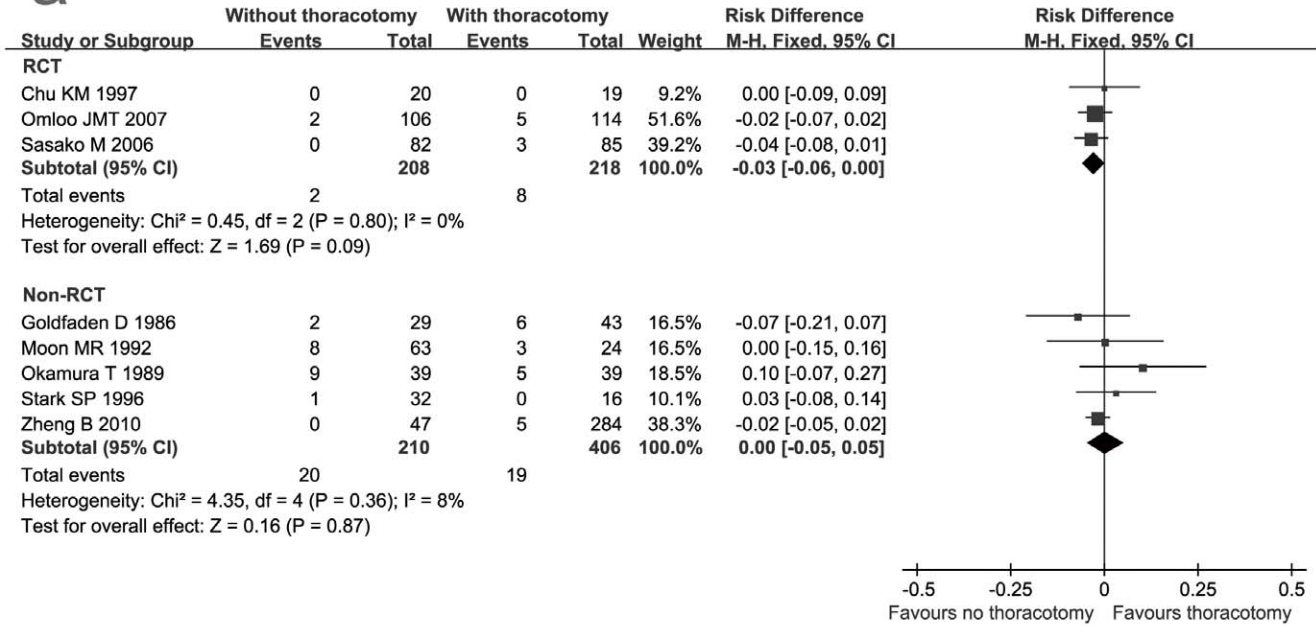 Without thoracotomy With thoracotomy Risk Difference Risk Difference
Study or Subgroup Events Total Events Total Weight M-H, Fixed, 95% CI M-H, Fixed, 95% CI
RCT
Chu KM 1997 0 20 0 19 9.2% 0.00 [-0.09, 0.09]
Omloo JMT 2007 2 106 5 114 51.6% -0.02 [-0.07, 0.02]
Sasako M 2006 0 82 3 85 39.2% -0.04 [-0.08, 0.01]
Subtotal (95% CI) 208 218 100.0% -0.03 [-0.06, 0.00]
Total events 2 8
Heterogeneity: Chi² = 0.45, df = 2 (P = 0.80); I² = 0%
Test for overall effect: Z = 1.69 (P = 0.09)
Non-RCT
Goldfaden D 1986 2 29 6 43 16.5% -0.07 [-0.21, 0.07]
Moon MR 1992 8 63 3 24 16.5% 0.00 [-0.15, 0.16]
Okamura T 1989 9 39 5 39 18.5% 0.10 [-0.07, 0.27]
Stark SP 1996 1 32 0 16 10.1% 0.03 [-0.08, 0.14]
Zheng B 2010 0 47 5 284 38.3% -0.02 [-0.05, 0.02]
Subtotal (95% CI) 210 406 100.0% 0.00 [-0.05, 0.05]
Total events 20 19
Heterogeneity: Chi² = 4.35, df = 4 (P = 0.36); I² = 8%
Test for overall effect: Z = 0.16 (P = 0.87)
-0.5 -0.25 0 0.25 0.5
Favours no thoracotomy Favours thoracotomy